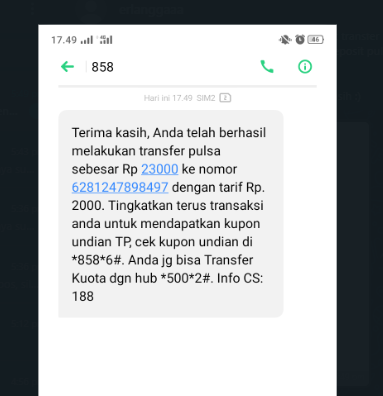 17.49
46
858
Hari ini 17.49 SIM2 2
Terima kasih, Anda telah berhasil
melakukan transfer pulsa
sebesar Rp 23000 ke nomor
6281247898497 dengan tarif Rp.
2000. Tingkatkan terus transaksi
anda untuk mendapatkan kupon
undian TP, cek kupon undian di
*858*6#. Anda jg bisa Transfer
Kuota dgn hub *500*2#. Info CS:
188